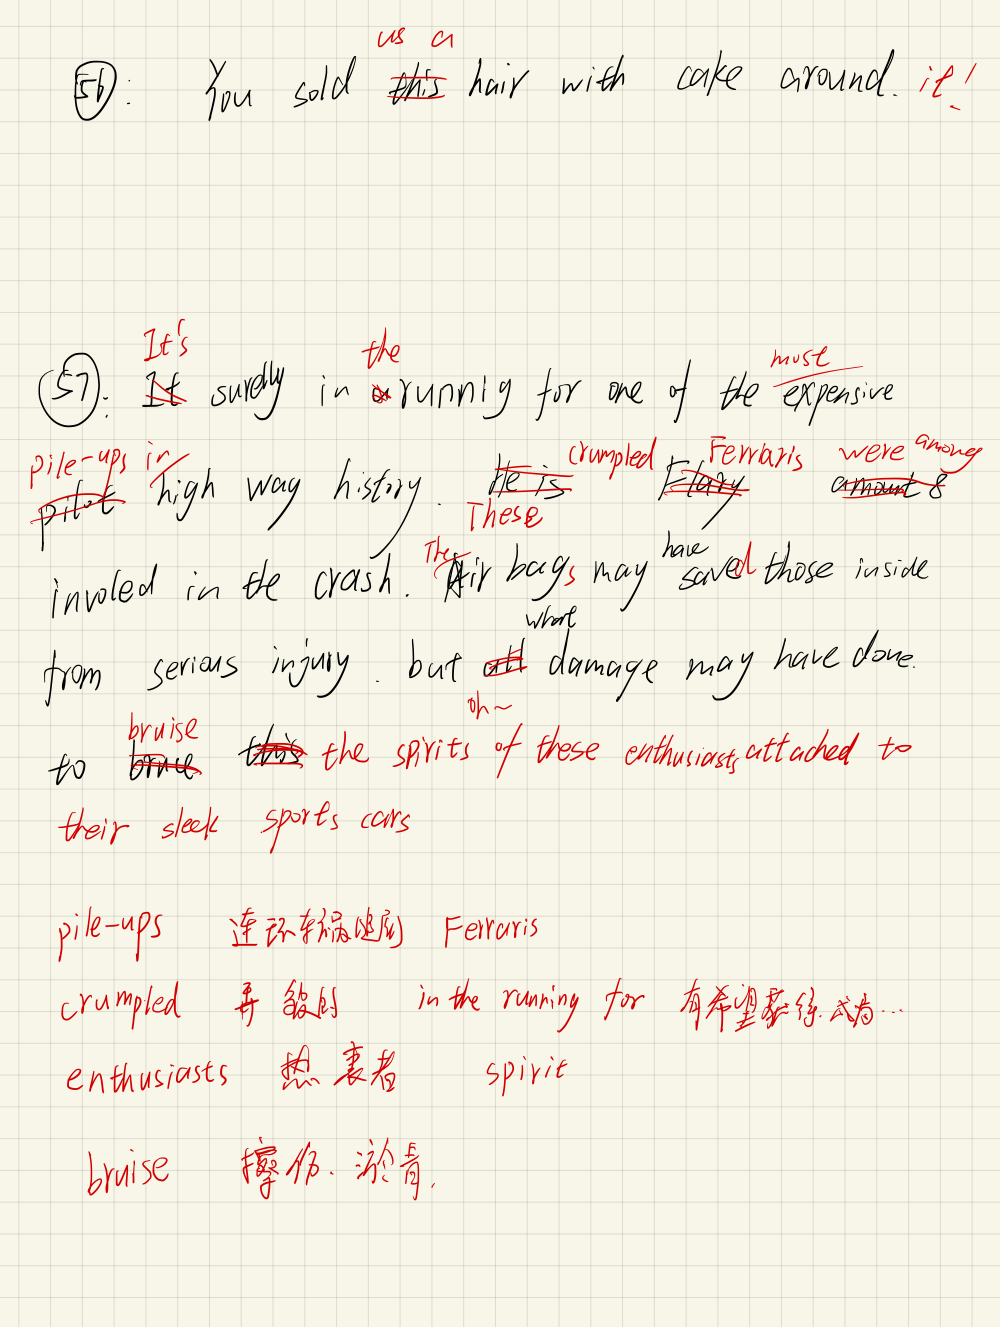 us a
56: You sold this hair with cake around. it!
It's the must
57: It suredly in a runnig for one of the expensive
pile-ups in crumpled Ferraris were among
pilot high way history. He is Flary amount 8
These
The have
involed in the crash. Air bags may saved those inside
what
from serious injury. but all damage may have done.
bruise oh~
to bruce this the spirits of these enthusiasts attached to
their sleek sports cars
pile-ups 连环车祸追尾 Ferraris
crumpled 弄皱的 in the running for 有希望获得.成为…
enthusiasts 热衷者 spirit
bruise 擦伤.淤青.